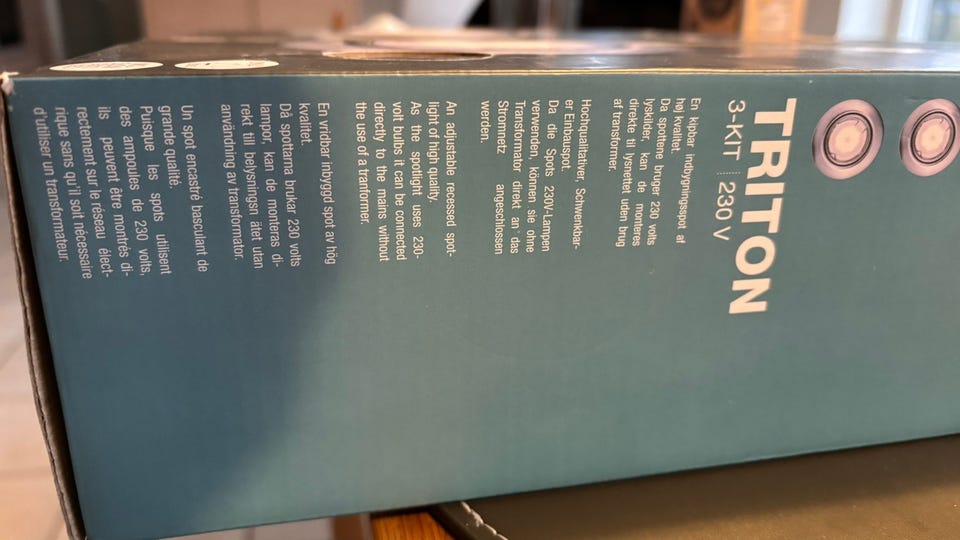 TRITON
3-KIT 230 V
En kipbar indbygningsspot af
høj kvalitet.
Da spottene bruger 230 volts
lyskilder, kan de monteres
direkte til lysnettet uden brug
af transformer.
Hochqualitativer, Schwenkbar-
er Einbauspot.
Da die Spots 230V-Lampen
verwenden, können sie ohne
Transformator direkt an das
Stromnetz angeschlossen
werden.
An adjustable recessed spot-
light of high quality.
As the spotlight uses 230-
volt bulbs it can be connected
directly to the mains without
the use of a tranformer.
En vridbar inbyggd spot av hög
kvalitet.
Då spottarna brukar 230 volts
lampor, kan de monteras di-
rekt till belysningsn ätet utan
användning av transformator.
Un spot encastré basculant de
grande qualité.
Puisque les spots utilisent
des ampoules de 230 volts,
ils peuvent être montrés di-
rectement sur le réseau élect-
rique sans qu'il soit nécessaire
d'utiliser un transformateur.